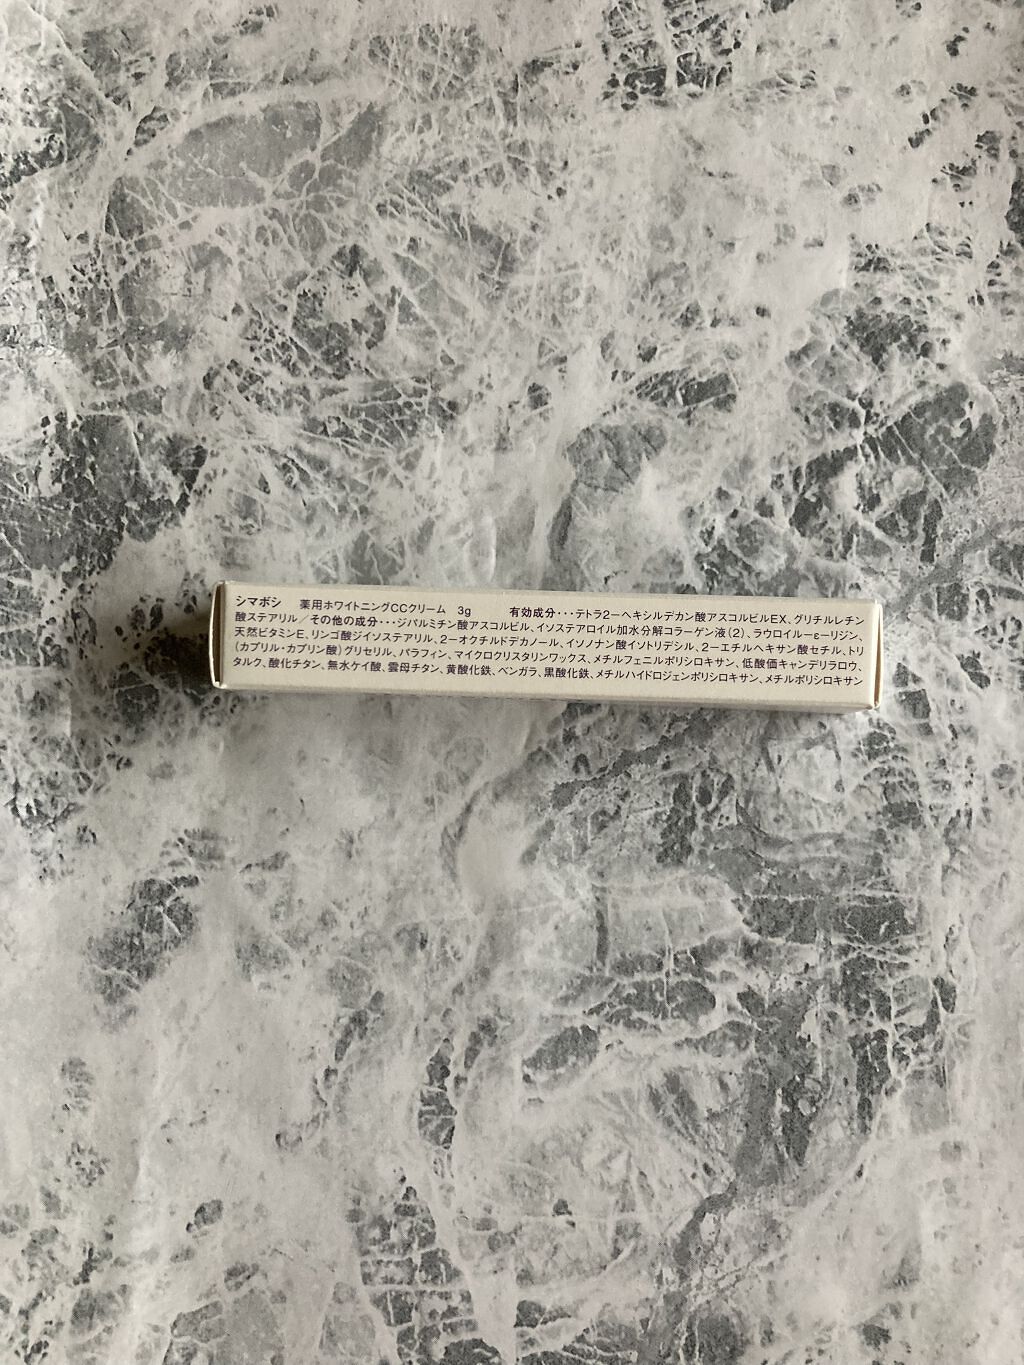 シマボシ 薬用ホワイトニングCCクリーム 3g 有効成分・・・テトラ2－ヘキシルデカン酸アスコルビルEX、グリチルレチン
酸ステアリル／その他の成分・・・ジパルミチン酸アスコルビル、イソステアロイル加水分解コラーゲン液(2)、ラウロイル－ε－リジン、
天然ビタミンE、リンゴ酸ジイソステアリル、2－オクチルドデカノール、イソノナン酸イソトリデシル、2－エチルヘキサン酸セチル、トリ
(カプリル・カプリン酸)グリセリル、パラフィン、マイクロクリスタリンワックス、メチルフェニルポリシロキサン、低酸価キャンデリラロウ、
タルク、酸化チタン、無水ケイ酸、雲母チタン、黄酸化鉄、ベンガラ、黒酸化鉄、メチルハイドロジェンポリシロキサン、メチルポリシロキサン